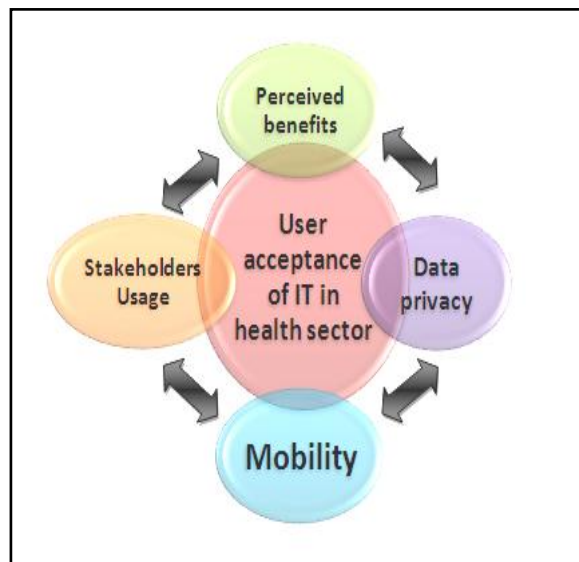 Perceived
benefits
User
acceptance
of IT in
health sector
Stakeholders
Usage
Data
privacy
Mobility